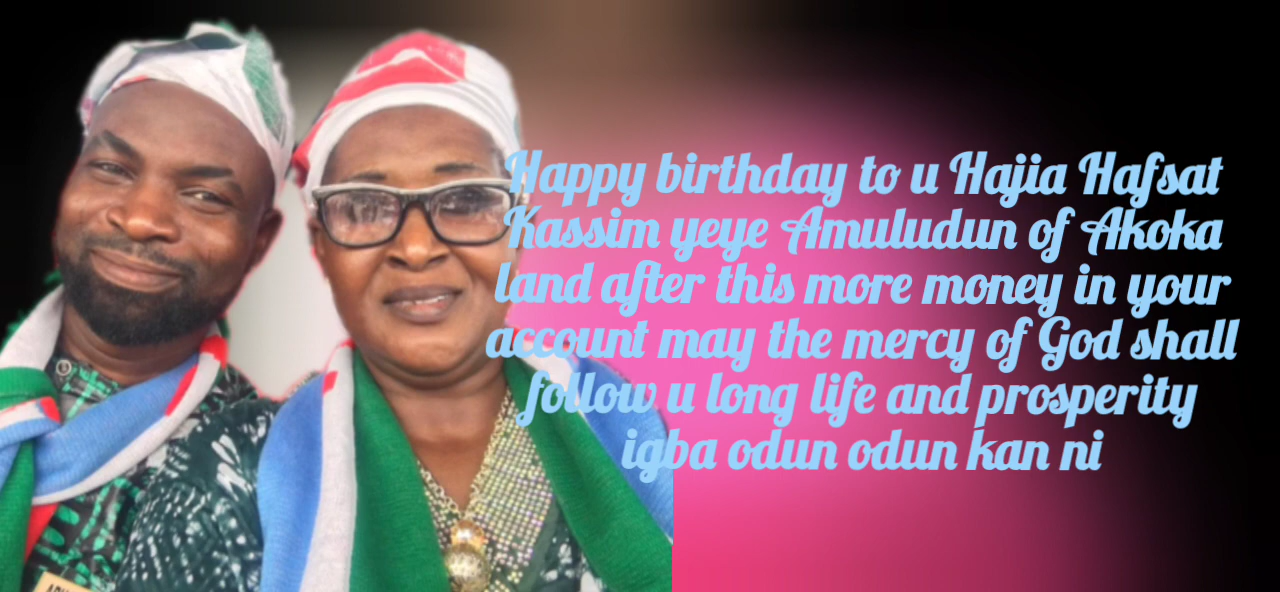 Happy birthday to u Hajia Hafsat
Kassim yeye Amuludun of Akoka
land after this more money in your
account may the mercy of God shall
follow u long life and prosperity
igba odun odun kan ni